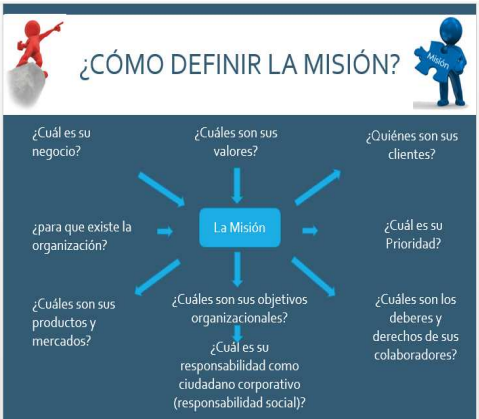 ¿CÓMO DEFINIR LA MISIÓN?
Misión
¿Cuál es su
negocio?
¿Cuáles son sus
valores?
¿Quiénes son sus
clientes?
¿para que existe la
organización?
La Misión
¿Cuál es su
Prioridad?
¿Cuáles son sus
productos y
mercados?
¿Cuáles son sus objetivos
organizacionales?
¿Cuáles son los
deberes y
derechos de sus
colaboradores?
¿Cuál es su
responsabilidad como
ciudadano corporativo
(responsabilidad social)?